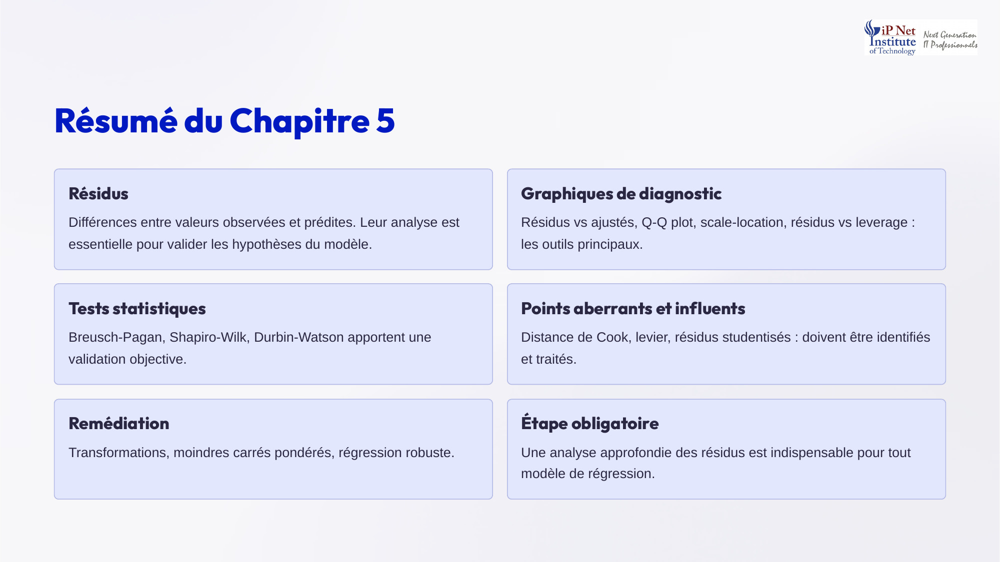 iP Net
Institute
of Technology
Next Generation
IT Professionnels
Résumé du Chapitre 5
Résidus
Différences entre valeurs observées et prédites. Leur analyse est
essentielle pour valider les hypothèses du modèle.
Graphiques de diagnostic
Résidus vs ajustés, Q-Q plot, scale-location, résidus vs leverage :
les outils principaux.
Tests statistiques
Breusch-Pagan, Shapiro-Wilk, Durbin-Watson apportent une
validation objective.
Points aberrants et influents
Distance de Cook, levier, résidus studentisés : doivent être identifiés
et traités.
Remédiation
Transformations, moindres carrés pondérés, régression robuste.
Étape obligatoire
Une analyse approfondie des résidus est indispensable pour tout
modèle de régression.